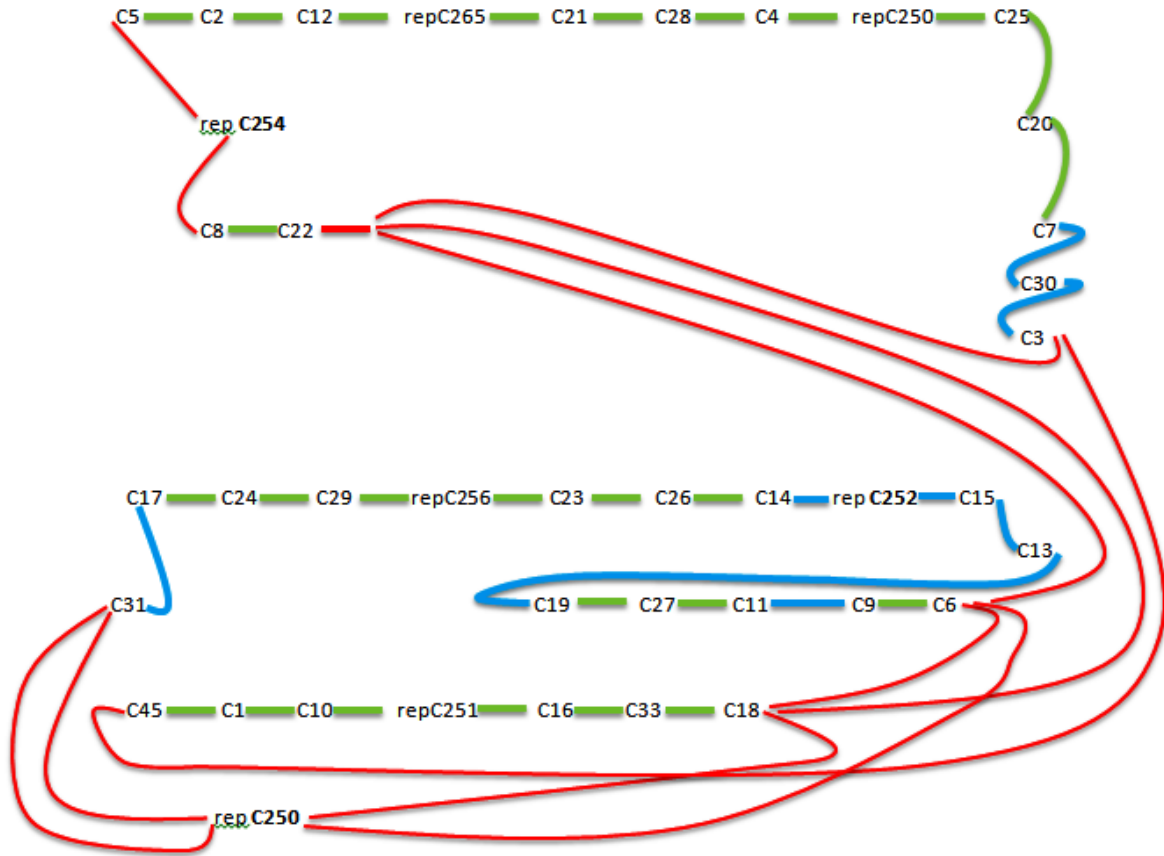 C5 C2 C12 repC265 C21 C28 C4 repC250 C25
rep C254 C20
C8 C22 C7
C30
C3
C17 C24 C29 repC256 C23 C26 C14 rep C252 C15
C13
C31 C19 C27 C11 C9 C6
C45 C1 C10 repC251 C16 C33 C18
rep C250